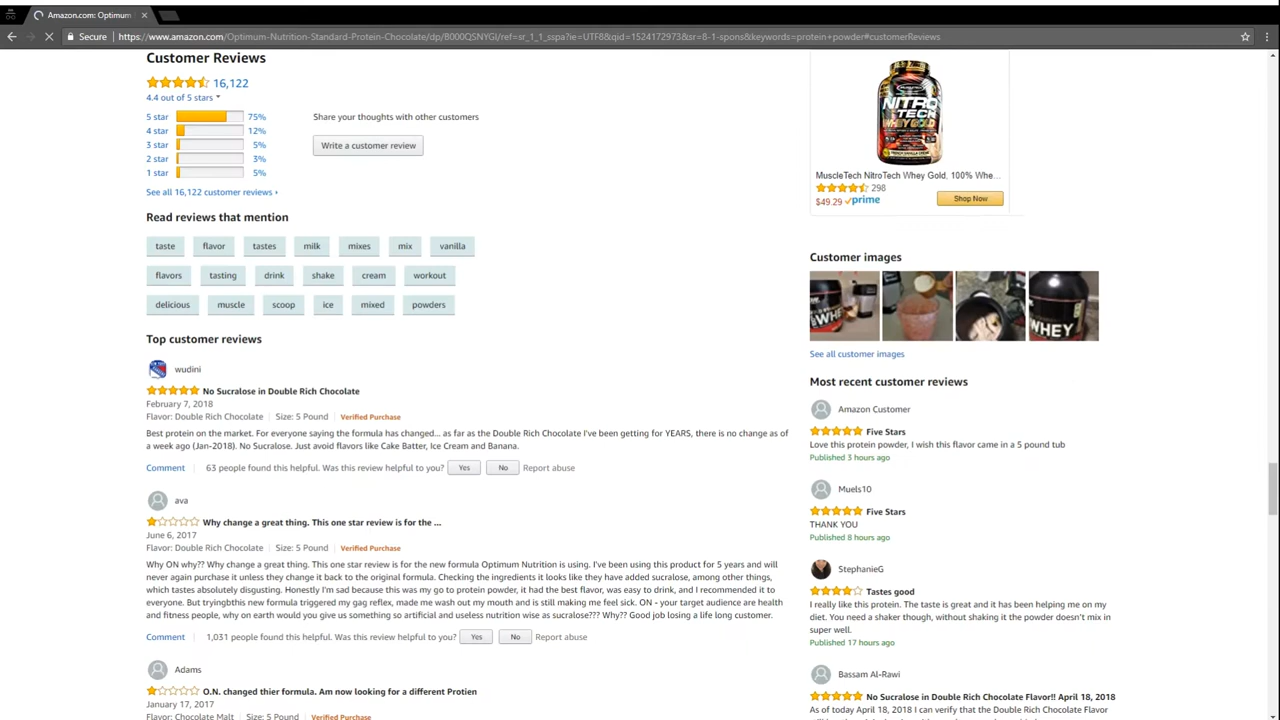 Amazon.com: Optimum
Secure https://www.amazon.com/Optimum-Nutrition-Standard-Protein-Chocolate/dp/B000QSNYGI/ref=sr_1_1_sspa?ie=UTF8&qid=1524172973&sr=8-1-spons&keywords=protein+powder#customerReviews
Customer Reviews
16,122
4.4 out of 5 stars
5 star 75%
4 star 12%
3 star 5%
2 star 3%
1 star 5%
See all 16,122 customer reviews
Share your thoughts with other customers
Write a customer review
Read reviews that mention
taste flavor tastes milk mixes mix vanilla
flavors tasting drink shake cream workout
delicious muscle scoop ice mixed powders
Top customer reviews
wudini
No Sucralose in Double Rich Chocolate
February 7, 2018
Flavor: Double Rich Chocolate | Size: 5 Pound | Verified Purchase
Best protein on the market. For everyone saying the formula has changed... as far as the Double Rich Chocolate I've been getting for YEARS, there is no change as of
a week ago (Jan-2018). No Sucralose. Just avoid flavors like Cake Batter, Ice Cream and Banana.
Comment | 63 people found this helpful. Was this review helpful to you? Yes No Report abuse
ava
Why change a great thing. This one star review is for the ...
June 6, 2017
Flavor: Double Rich Chocolate | Size: 5 Pound | Verified Purchase
Why ON why?? Why change a great thing. This one star review is for the new formula Optimum Nutrition is using. I've been using this product for 5 years and will
never again purchase it unless they change it back to the original formula. Checking the ingredients it looks like they have added sucralose, among other things,
which tastes absolutely disgusting. Honestly I'm sad because this was my go to protein powder, it had the best flavor, was easy to drink, and I recommended it to
everyone. But tryingbthis new formula triggered my gag reflex, made me wash out my mouth and is still making me feel sick. ON - your target audience are health
and fitness people, why on earth would you give us something so artificial and useless nutrition wise as sucralose??? Why?? Good job losing a life long customer.
Comment | 1,031 people found this helpful. Was this review helpful to you? Yes No Report abuse
Adams
O.N. changed thier formula. Am now looking for a different Protien
January 17, 2017
Flavor: Chocolate Malt | Size: 5 Pound | Verified Purchase
NITRO
TECH
WHEY GOLD
MuscleTech NitroTech Whey Gold, 100% Whe...
298
$49.29 prime
Shop Now
Customer images
WHEY
WHEY
See all customer images
Most recent customer reviews
Amazon Customer
Five Stars
Love this protein powder, I wish this flavor came in a 5 pound tub
Published 3 hours ago
Muels10
Five Stars
THANK YOU
Published 8 hours ago
StephanieG
Tastes good
I really like this protein. The taste is great and it has been helping me on my
diet. You need a shaker though, without shaking it the powder doesn't mix in
super well.
Published 17 hours ago
Bassam Al-Rawi
No Sucralose in Double Rich Chocolate Flavor!! April 18, 2018
As of today April 18, 2018 I can verify that the Double Chocolate Flavor